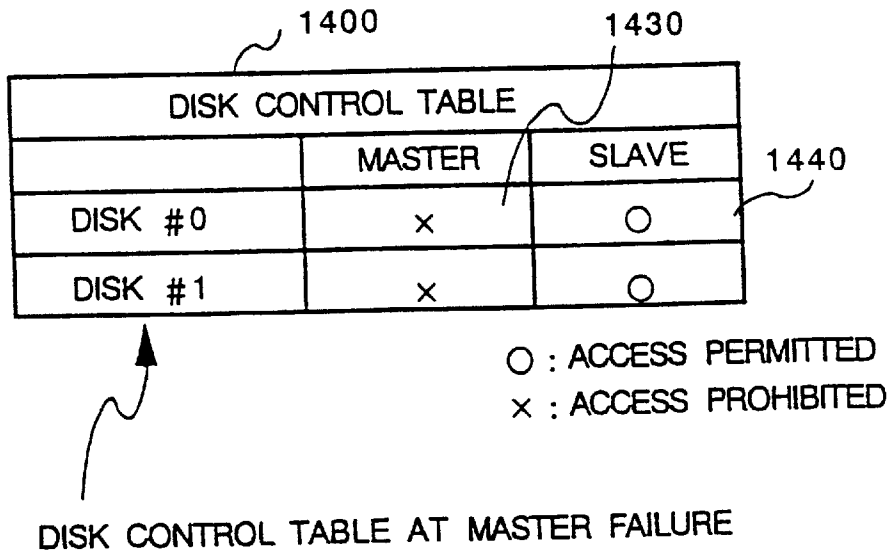 1400
1430
DISK CONTROL TABLE
MASTER SLAVE
1440
DISK #0 × ○
DISK #1 × ○
○ : ACCESS PERMITTED
× : ACCESS PROHIBITED
DISK CONTROL TABLE AT MASTER FAILURE